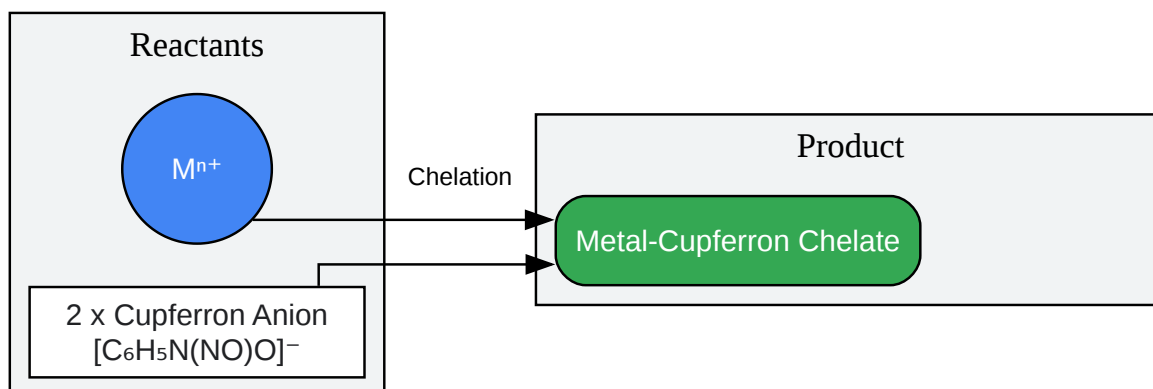 Reactants
Mⁿ⁺
2 x Cupferron Anion
[C₆H₅N(NO)O]⁻
Chelation
Product
Metal-Cupferron Chelate